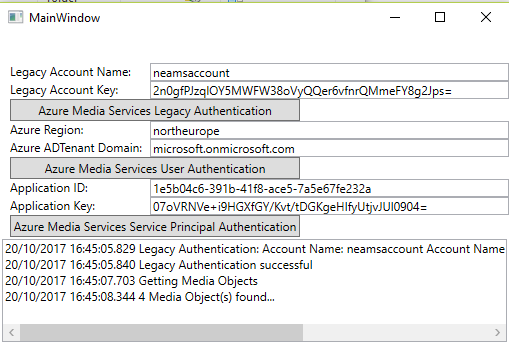 MainWindow
Legacy Account Name: neamsaccount
Legacy Account Key: 2n0gfPJzqIOY5MWFW38oVyQQer6vfnrQMmeFY8g2Jps=
Azure Media Services Legacy Authentication
Azure Region: northeurope
Azure ADTenant Domain: microsoft.onmicrosoft.com
Azure Media Services User Authentication
Application ID: 1e5b04c6-391b-41f8-ace5-7a5e67fe232a
Application Key: 07oVRNVe+i9HGXfGY/Kvt/tDGKgeHIfyUtjvJUl0904=
Azure Media Services Service Principal Authentication
20/10/2017 16:45:05.829 Legacy Authentication: Account Name: neamsaccount Account Name
20/10/2017 16:45:05.840 Legacy Authentication successful
20/10/2017 16:45:07.703 Getting Media Objects
20/10/2017 16:45:08.344 4 Media Object(s) found...